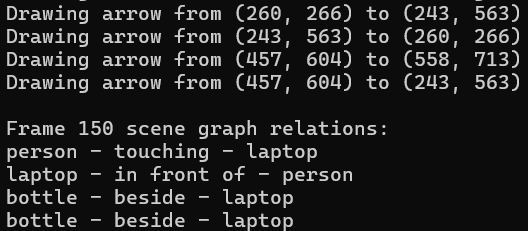 Drawing arrow from (260, 266) to (243, 563)
Drawing arrow from (243, 563) to (260, 266)
Drawing arrow from (457, 604) to (558, 713)
Drawing arrow from (457, 604) to (243, 563)
Frame 150 scene graph relations:
person - touching - laptop
laptop - in front of - person
bottle - beside - laptop
bottle - beside - laptop